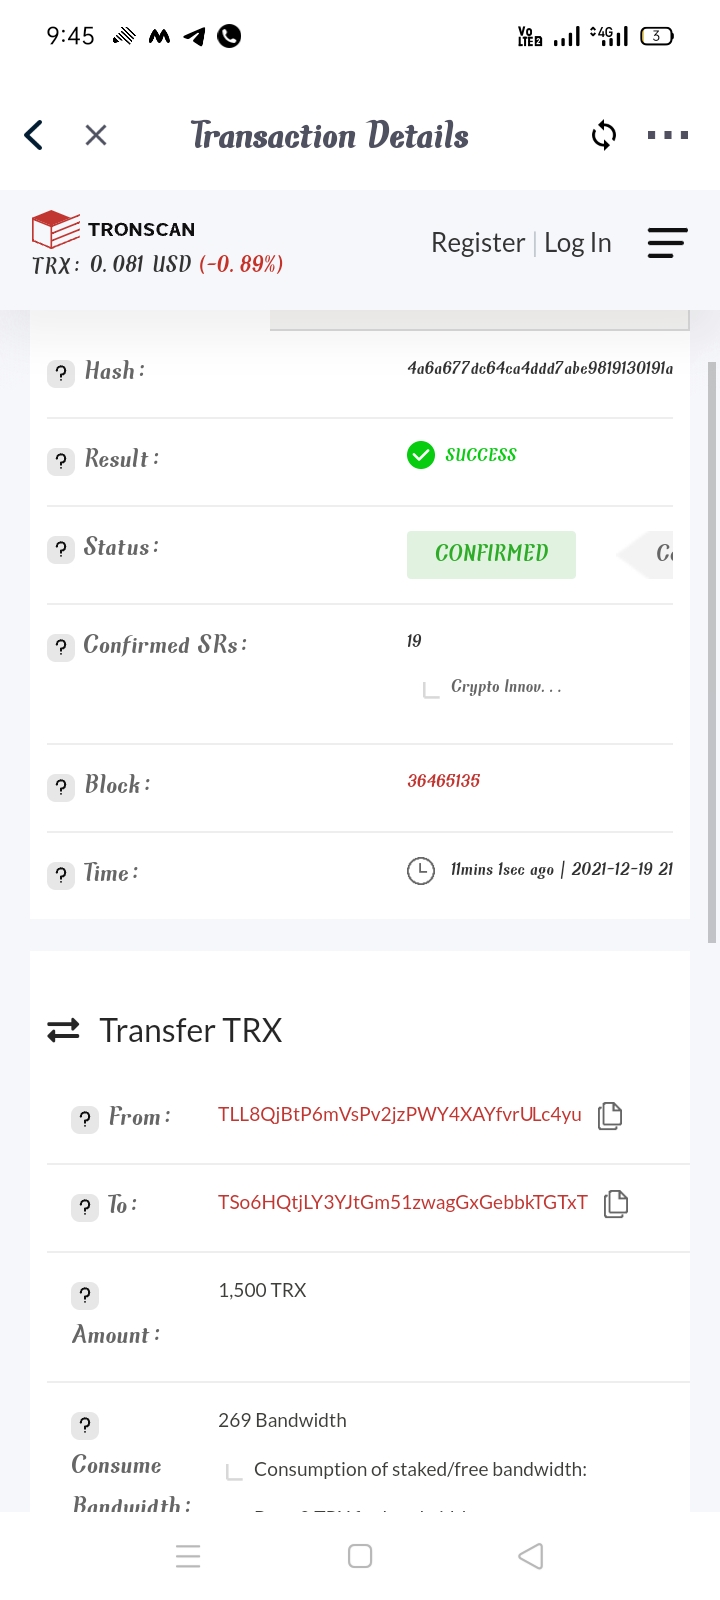 9:45
Vo LTE2 4G 3
Transaction Details
TRONSCAN
TRX: 0.081 USD (-0.89%)
Register | Log In
? Hash: 4a6a677dc64ca4ddd7abe9819130191a
? Result: SUCCESS
? Status: CONFIRMED
? Confirmed SRs: 19
Crypto Innov...
? Block: 36465135
? Time: 11mins 1sec ago | 2021-12-19 21
Transfer TRX
? From: TLL8QjBtP6mVsPv2jzPWY4XAYfvrULc4yu
? To: TSo6HQtjLY3YJtGm51zwagGxGebbkTGTxT
? 1,500 TRX
Amount:
? 269 Bandwidth
Consume Consumption of staked/free bandwidth:
Bandwidth: